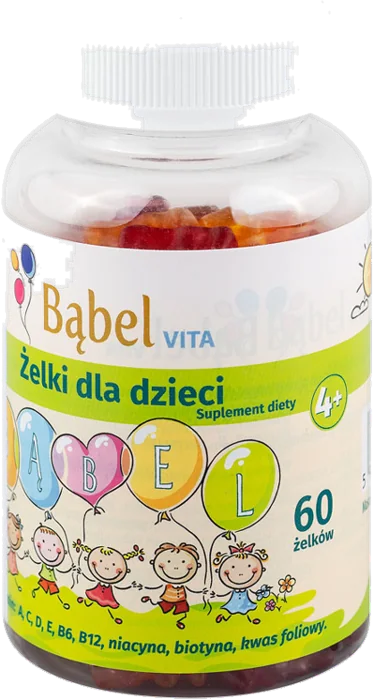 Bąbel VITA
Żelki dla dzieci
Suplement diety
4+
Ą B E L
60
żelków
A, C, D, E, B6, B12, niacyna, biotyna, kwas foliowy.